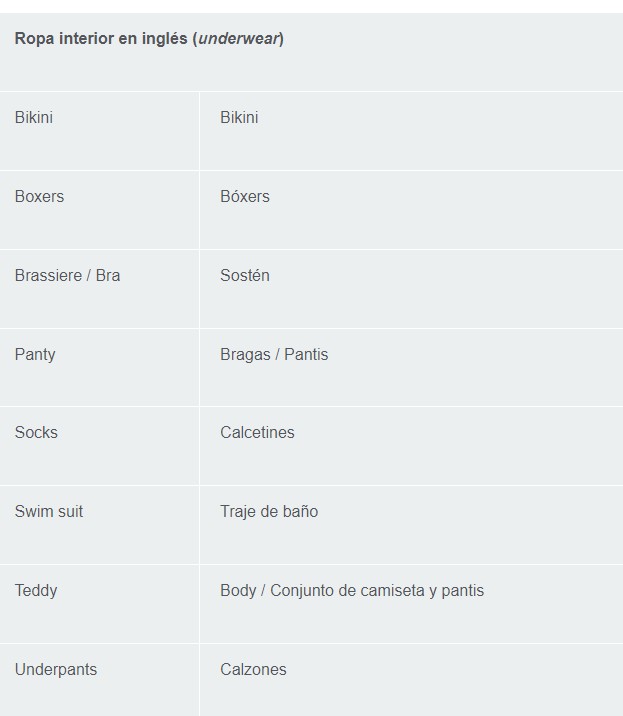 Ropa interior en inglés (underwear)
Bikini Bikini
Boxers Bóxers
Brassiere / Bra Sostén
Panty Bragas / Pantis
Socks Calcetines
Swim suit Traje de baño
Teddy Body / Conjunto de camiseta y pantis
Underpants Calzones